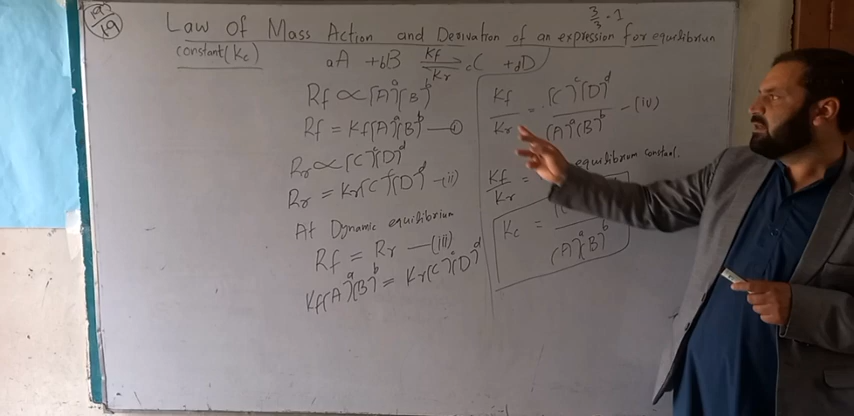 19
3/3 = 1
Law Of Mass Action and Derivation of an expression for equilibrium
constant (Kc)
aA + bB Kf ⇌ Kr cC + dD
Rf ∝ [A]^a [B]^b
Rf = Kf [A]^a [B]^b —(i)
Rr ∝ [C]^c [D]^d
Rr = Kr [C]^c [D]^d —(ii)
At Dynamic equilibrium
Rf = Rr —(iii)
Kf [A]^a [B]^b = Kr [C]^c [D]^d
Kf/Kr = [C]^c [D]^d / [A]^a [B]^b —(iv)
Kf/Kr = equilibrium constant.
Kc = [C / [A]^a [B]^b